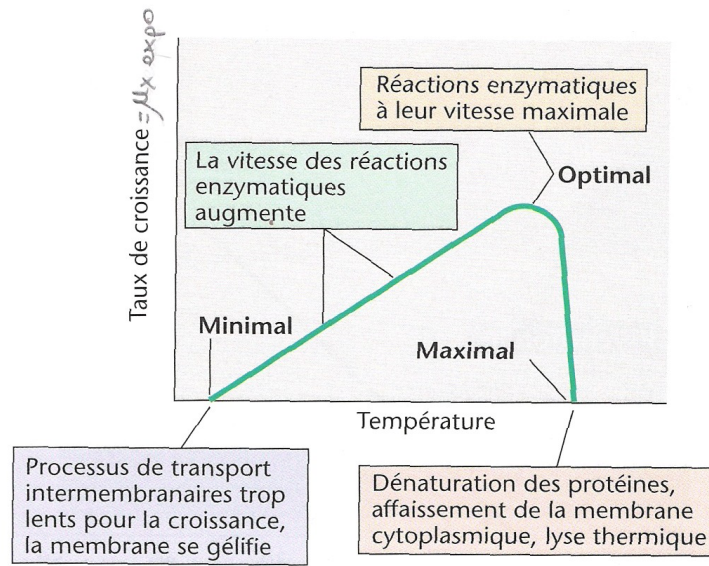 Taux de croissance = μx expo
Réactions enzymatiques
à leur vitesse maximale
La vitesse des réactions
enzymatiques
augmente
Optimal
Minimal
Maximal
Température
Processus de transport
intermembranaires trop
lents pour la croissance,
la membrane se gélifie
Dénaturation des protéines,
affaissement de la membrane
cytoplasmique, lyse thermique